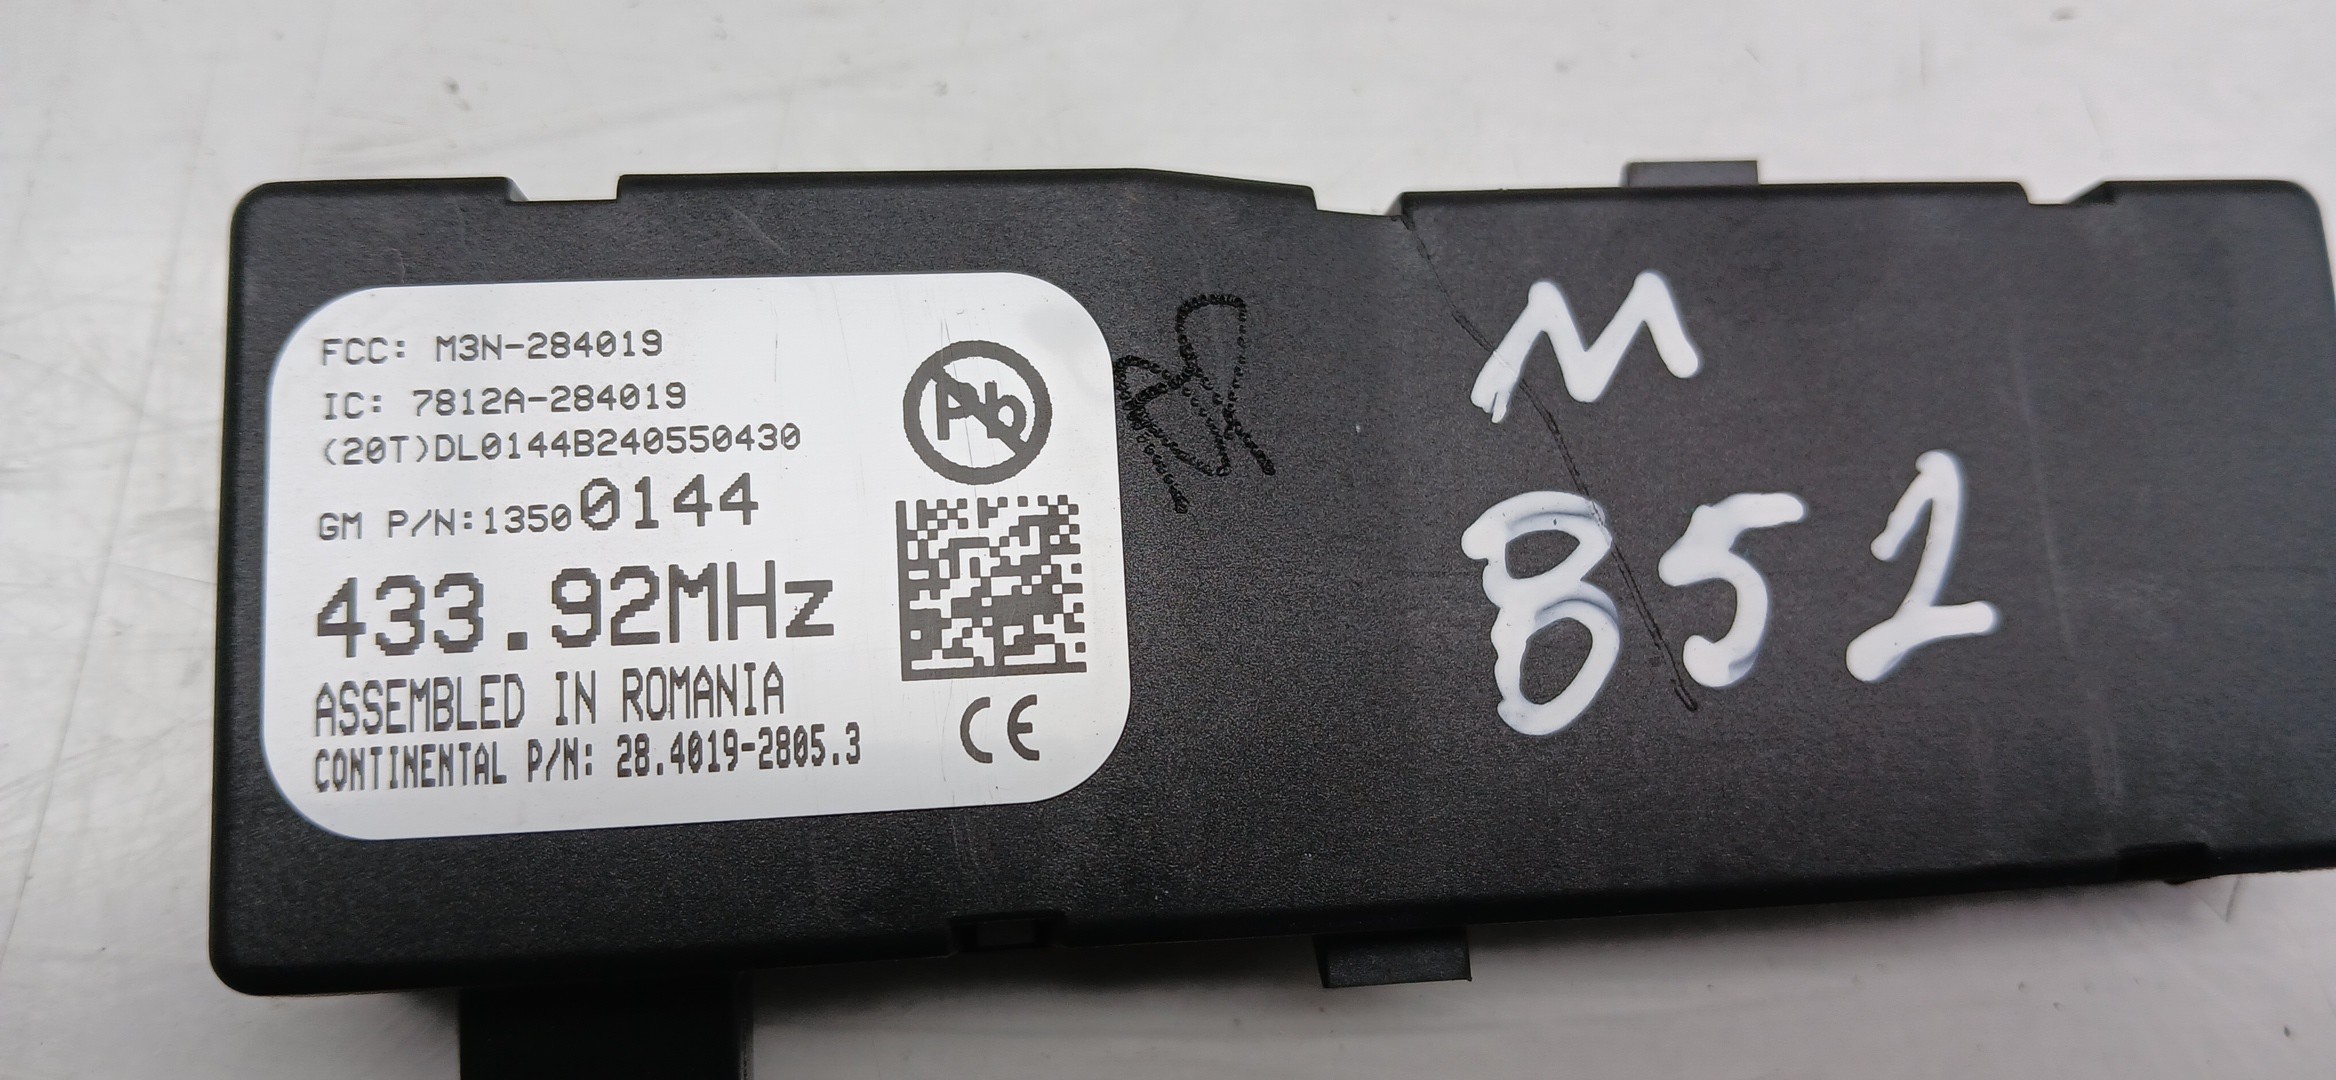 FCC: M3N-284019
IC: 7812A-284019
(20T)DL0144B240550430
GM P/N:13500144
433.92MHz
ASSEMBLED IN ROMANIA
CONTINENTAL P/N: 28.4019-2805.3
Pb
CE
M
B52